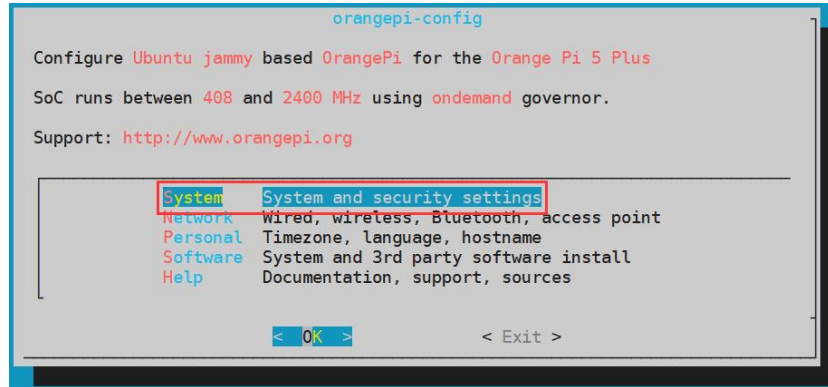 orangepi-config
Configure Ubuntu jammy based OrangePi for the Orange Pi 5 Plus
SoC runs between 408 and 2400 MHz using ondemand governor.
Support: http://www.orangepi.org
System System and security settings
Network Wired, wireless, Bluetooth, access point
Personal Timezone, language, hostname
Software System and 3rd party software install
Help Documentation, support, sources
< OK > < Exit >